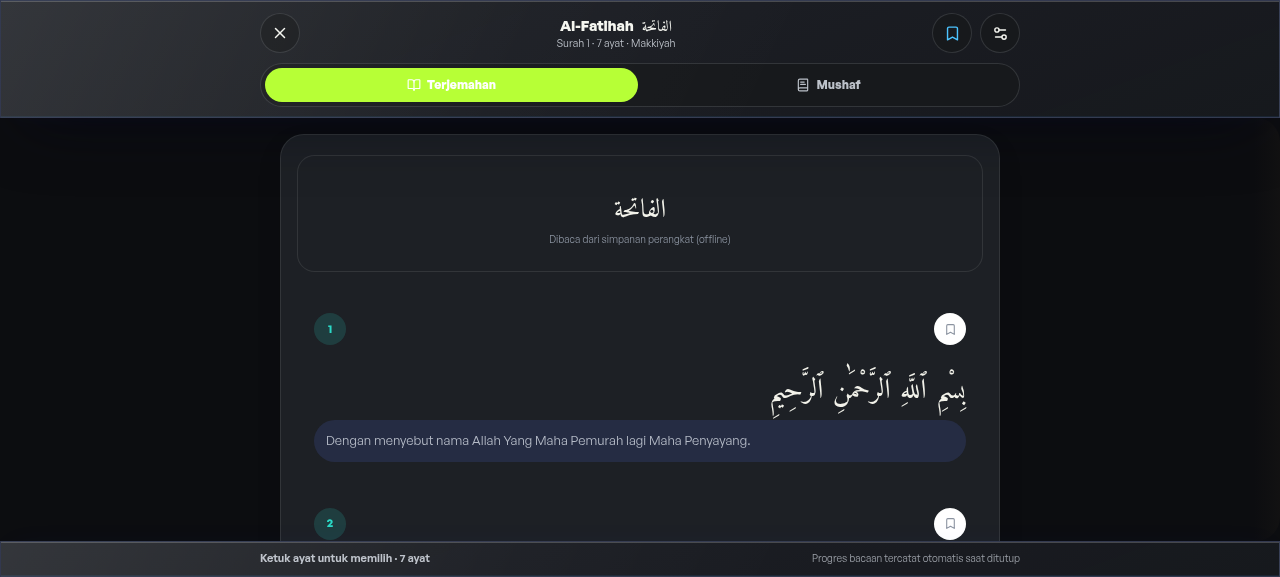 Al-Fatihah الفاتحة
Surah 1 · 7 ayat · Makkiyah
Terjemahan
Mushaf
الفاتحة
Dibaca dari simpanan perangkat (offline)
1
بِسْمِ ٱللَّهِ ٱلرَّحْمَٰنِ ٱلرَّحِيمِ
Dengan menyebut nama Allah Yang Maha Pemurah lagi Maha Penyayang.
2
Ketuk ayat untuk memilih · 7 ayat
Progres bacaan tercatat otomatis saat ditutup